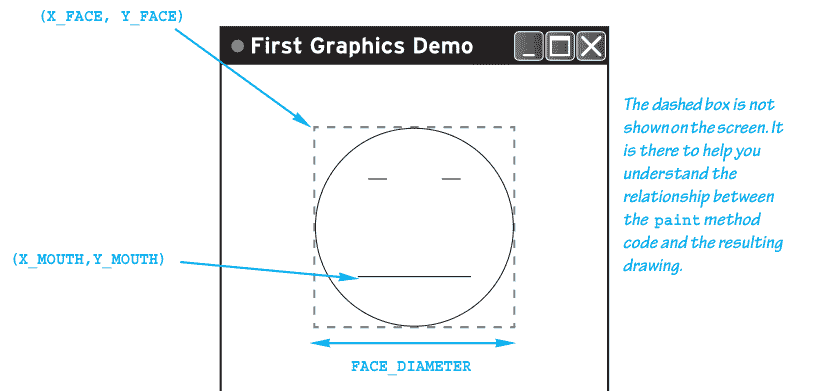 (X_FACE, Y_FACE)
First Graphics Demo
The dashed box is not
shown on the screen. It
is there to help you
understand the
relationship between
the paint method
code and the resulting
drawing.
(X_MOUTH,Y_MOUTH)
FACE_DIAMETER